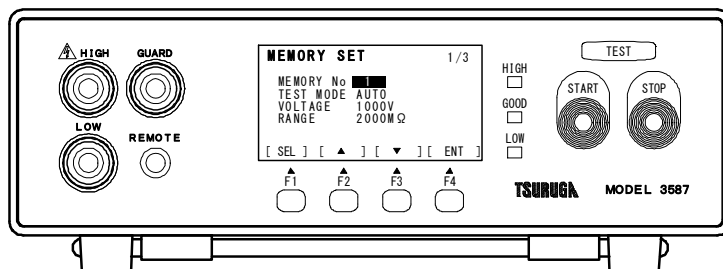 HIGH GUARD
LOW
REMOTE
MEMORY SET 1/3
MEMORY No 1
TEST MODE AUTO
VOLTAGE 1000V
RANGE 2000MΩ
[ SEL ] [ ▲ ] [ ▼ ] [ ENT ]
F1 F2 F3 F4
HIGH
GOOD
LOW
TEST
START STOP
TSURUGA MODEL 3587